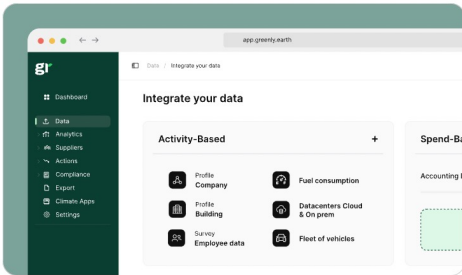 app.greenly.earth
gr
Data / Integrate your data
Dashboard
Data
Analytics
Suppliers
Actions
Compliance
Export
Climate Apps
Settings
Integrate your data
Activity-Based +
Profile
Company
Profile
Building
Survey
Employee data
Fuel consumption
Datacenters Cloud
& On prem
Fleet of vehicles
Spend-Ba
Accounting